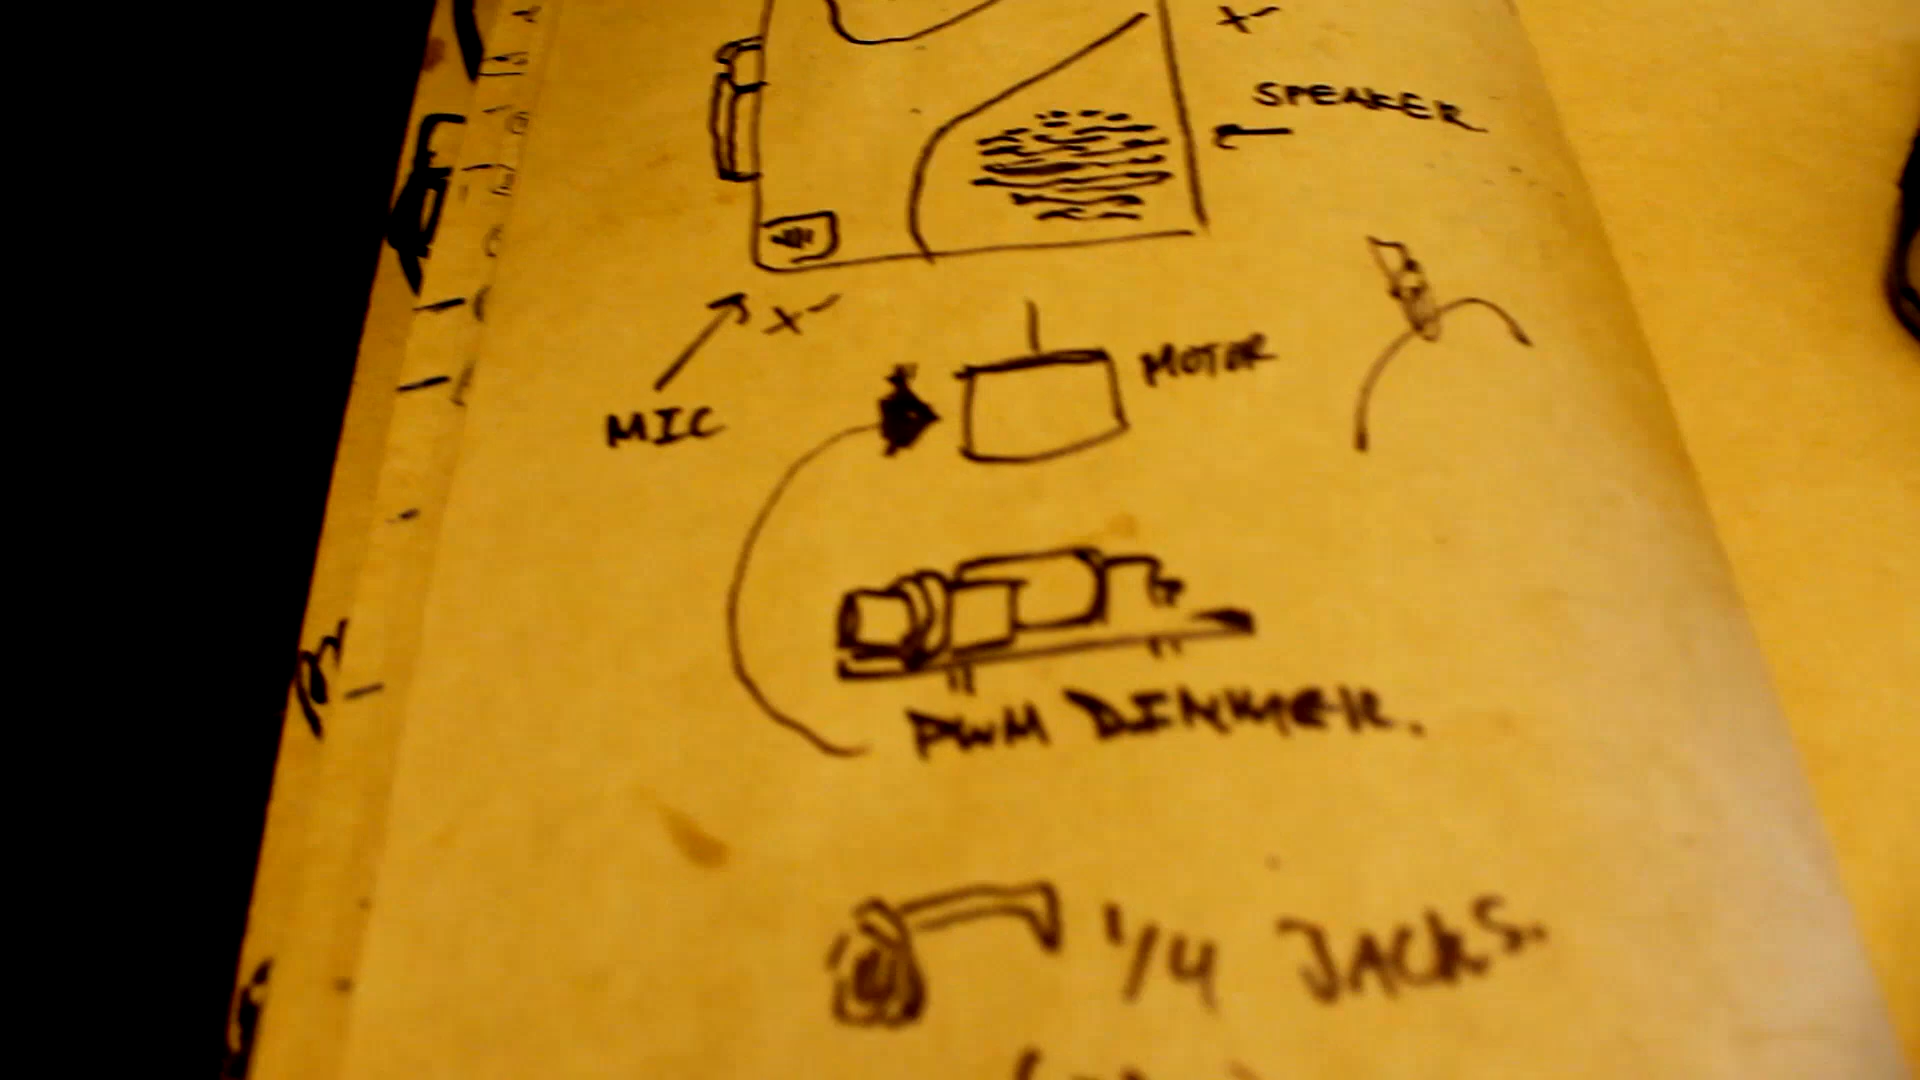 X-
SPEAKER
X-
MOTOR
MIC
PWM DIMMER.
1/4 JACKS.